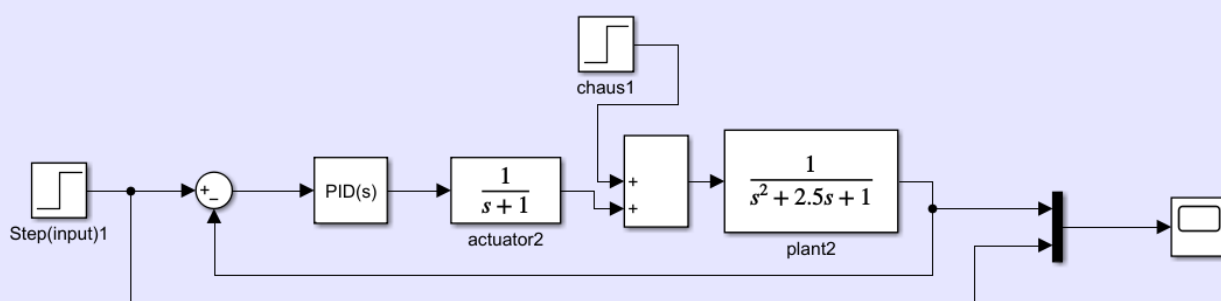 chaus1
Step(input)1
+
−
PID(s)
1
s + 1
actuator2
+
+
1
s² + 2.5s + 1
plant2